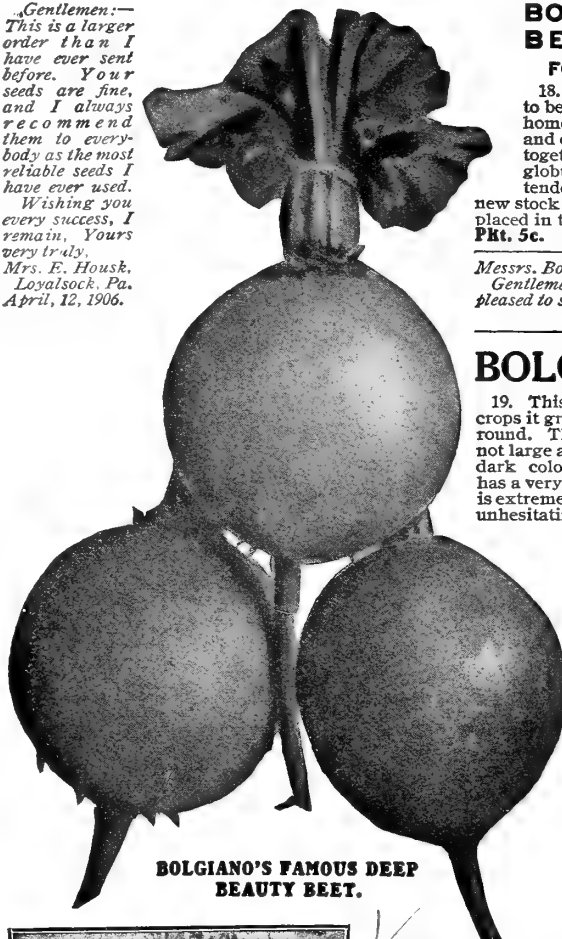 Gentlemen:—
This is a larger
order than I
have ever sent
before. Your
seeds are fine,
and I always
recommend
them to every-
body as the most
reliable seeds I
have ever used.
Wishing you
every success, I
remain, Yours
very truly,
Mrs. E. Housk,
Loyalsock, Pa.
April, 12, 1906.
BO
BE
F
18.
to be
home
and
toget
glob
tend
new stock
placed in t
Pkt. 5c.
Messrs. Bo
Gentleme
pleased to s
BOLG
19. This
crops it gr
round. T
not large a
dark colo
has a very
is extreme
unhesitati
BOLGIANO'S FAMOUS DEEP
BEAUTY BEET.